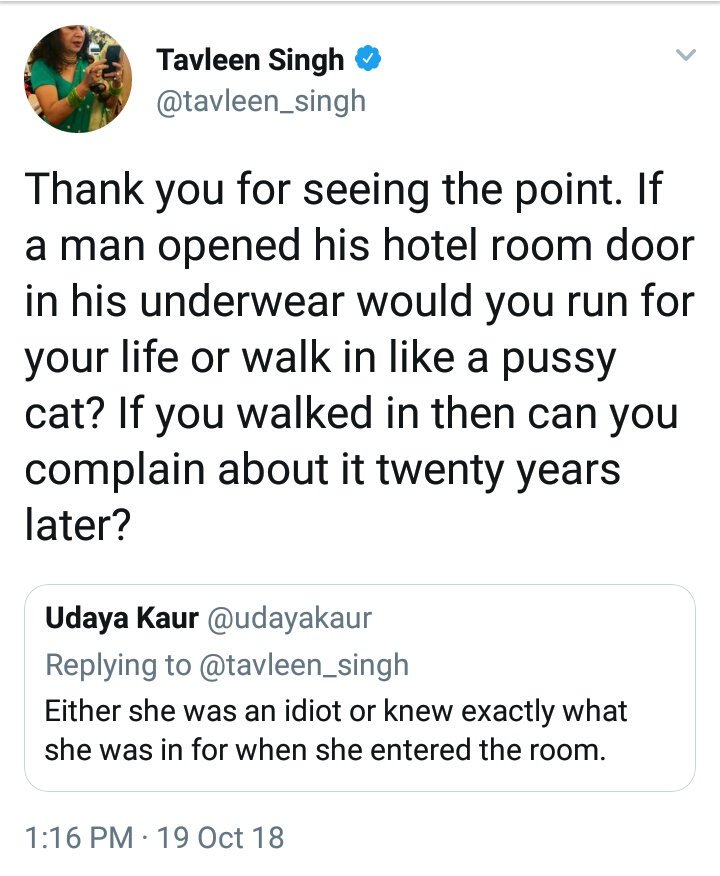 Tavleen Singh
@tavleen_singh
Thank you for seeing the point. If
a man opened his hotel room door
in his underwear would you run for
your life or walk in like a pussy
cat? If you walked in then can you
complain about it twenty years
later?
Udaya Kaur @udayakaur
Replying to @tavleen_singh
Either she was an idiot or knew exactly what
she was in for when she entered the room.
1:16 PM · 19 Oct 18